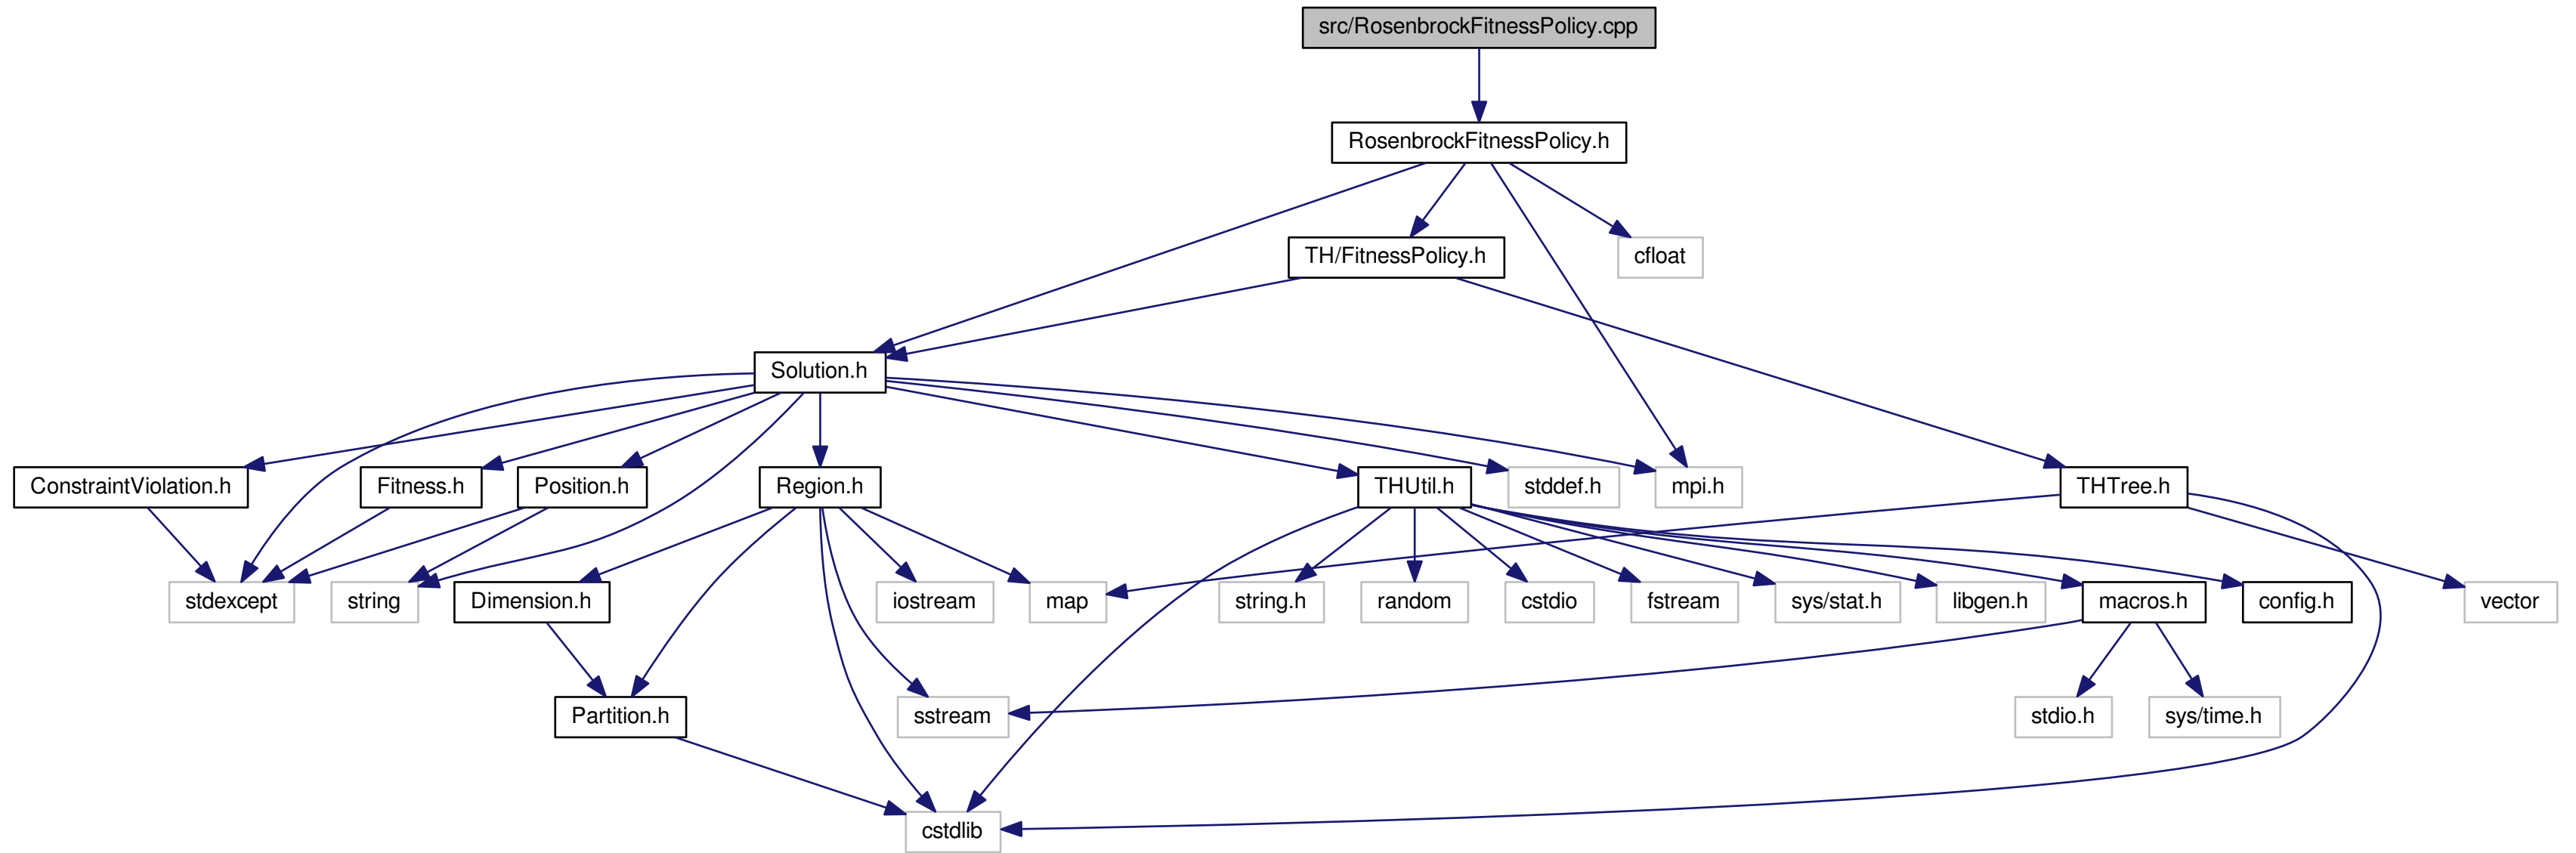 src/RosenbrockFitnessPolicy.cpp
RosenbrockFitnessPolicy.h
TH/FitnessPolicy.h
cfloat
Solution.h
ConstraintViolation.h
Fitness.h
Position.h
Region.h
THUtil.h
stddef.h
mpi.h
THTree.h
stdexcept
string
Dimension.h
iostream
map
string.h
random
cstdio
fstream
sys/stat.h
libgen.h
macros.h
config.h
vector
Partition.h
sstream
stdio.h
sys/time.h
cstdlib